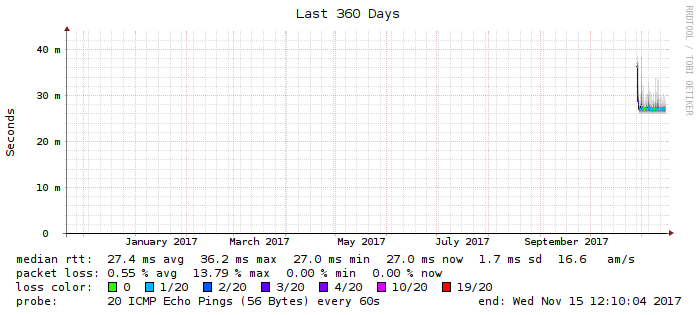 Last 360 Days
RRDTOOL / TOBI OETIKER
Seconds
40 m
30 m
20 m
10 m
0
January 2017 March 2017 May 2017 July 2017 September 2017
median rtt: 27.4 ms avg 36.2 ms max 27.0 ms min 27.0 ms now 1.7 ms sd 16.6 am/s
packet loss: 0.55 % avg 13.79 % max 0.00 % min 0.00 % now
loss color: 0 1/20 2/20 3/20 4/20 10/20 19/20
probe: 20 ICMP Echo Pings (56 Bytes) every 60s end: Wed Nov 15 12:10:04 2017